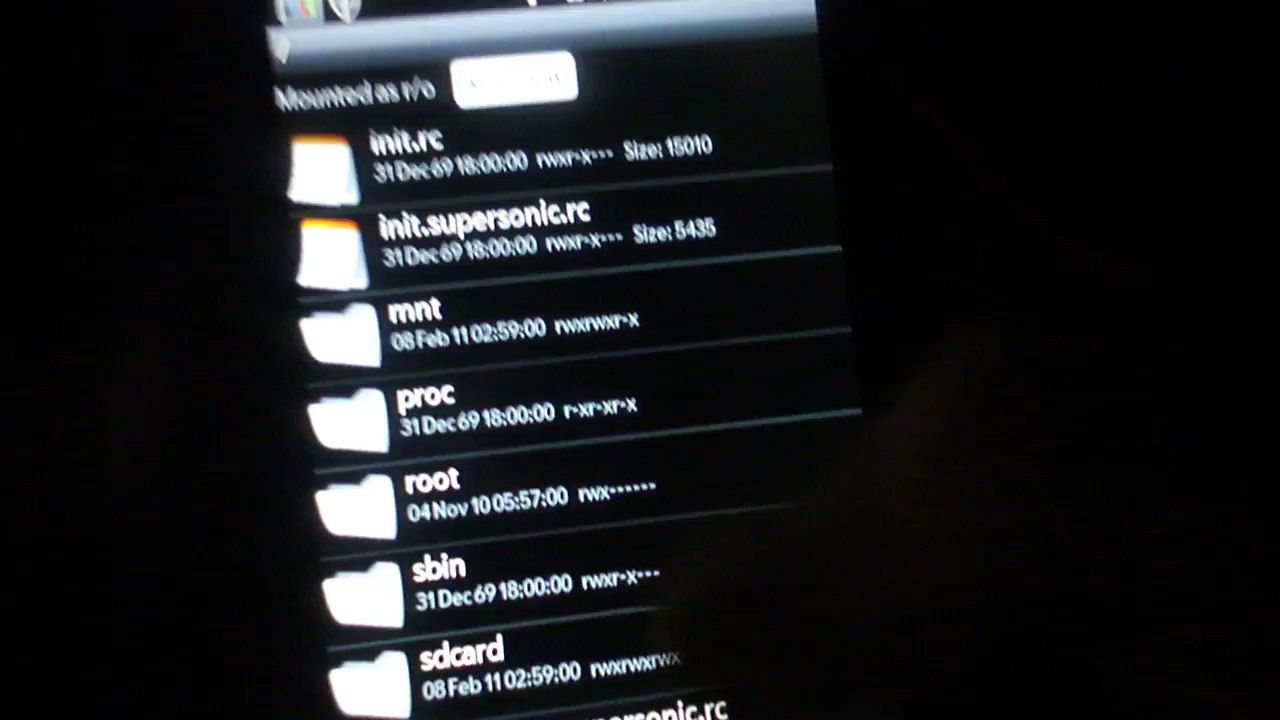 Mounted as r/o
init.rc
31 Dec 69 18:00:00 rwxr-x--- Size: 15010
init.supersonic.rc
31 Dec 69 18:00:00 rwxr-x--- Size: 5435
mnt
08 Feb 11 02:59:00 rwxrwxr-x
proc
31 Dec 69 18:00:00 r-xr-xr-x
root
04 Nov 10 05:57:00 rwx------
sbin
31 Dec 69 18:00:00 rwxr-x---
sdcard
08 Feb 11 02:59:00 rwxrwxrwx